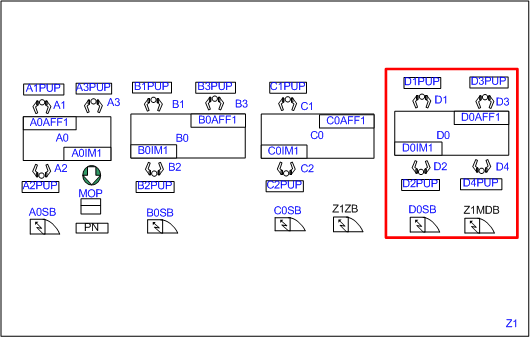 A1PUP A3PUP B1PUP B3PUP C1PUP D1PUP D3PUP
A1 A3 B1 B3 C1 D1 D3
A0AFF1 B0AFF1 C0AFF1 D0AFF1
A0 B0 C0 D0
A0IM1 B0IM1 C0IM1 D0IM1
A2 B2 C2 D2 D4
A2PUP B2PUP C2PUP D2PUP D4PUP
MOP
A0SB B0SB C0SB Z1ZB D0SB Z1MDB
PN
Z1